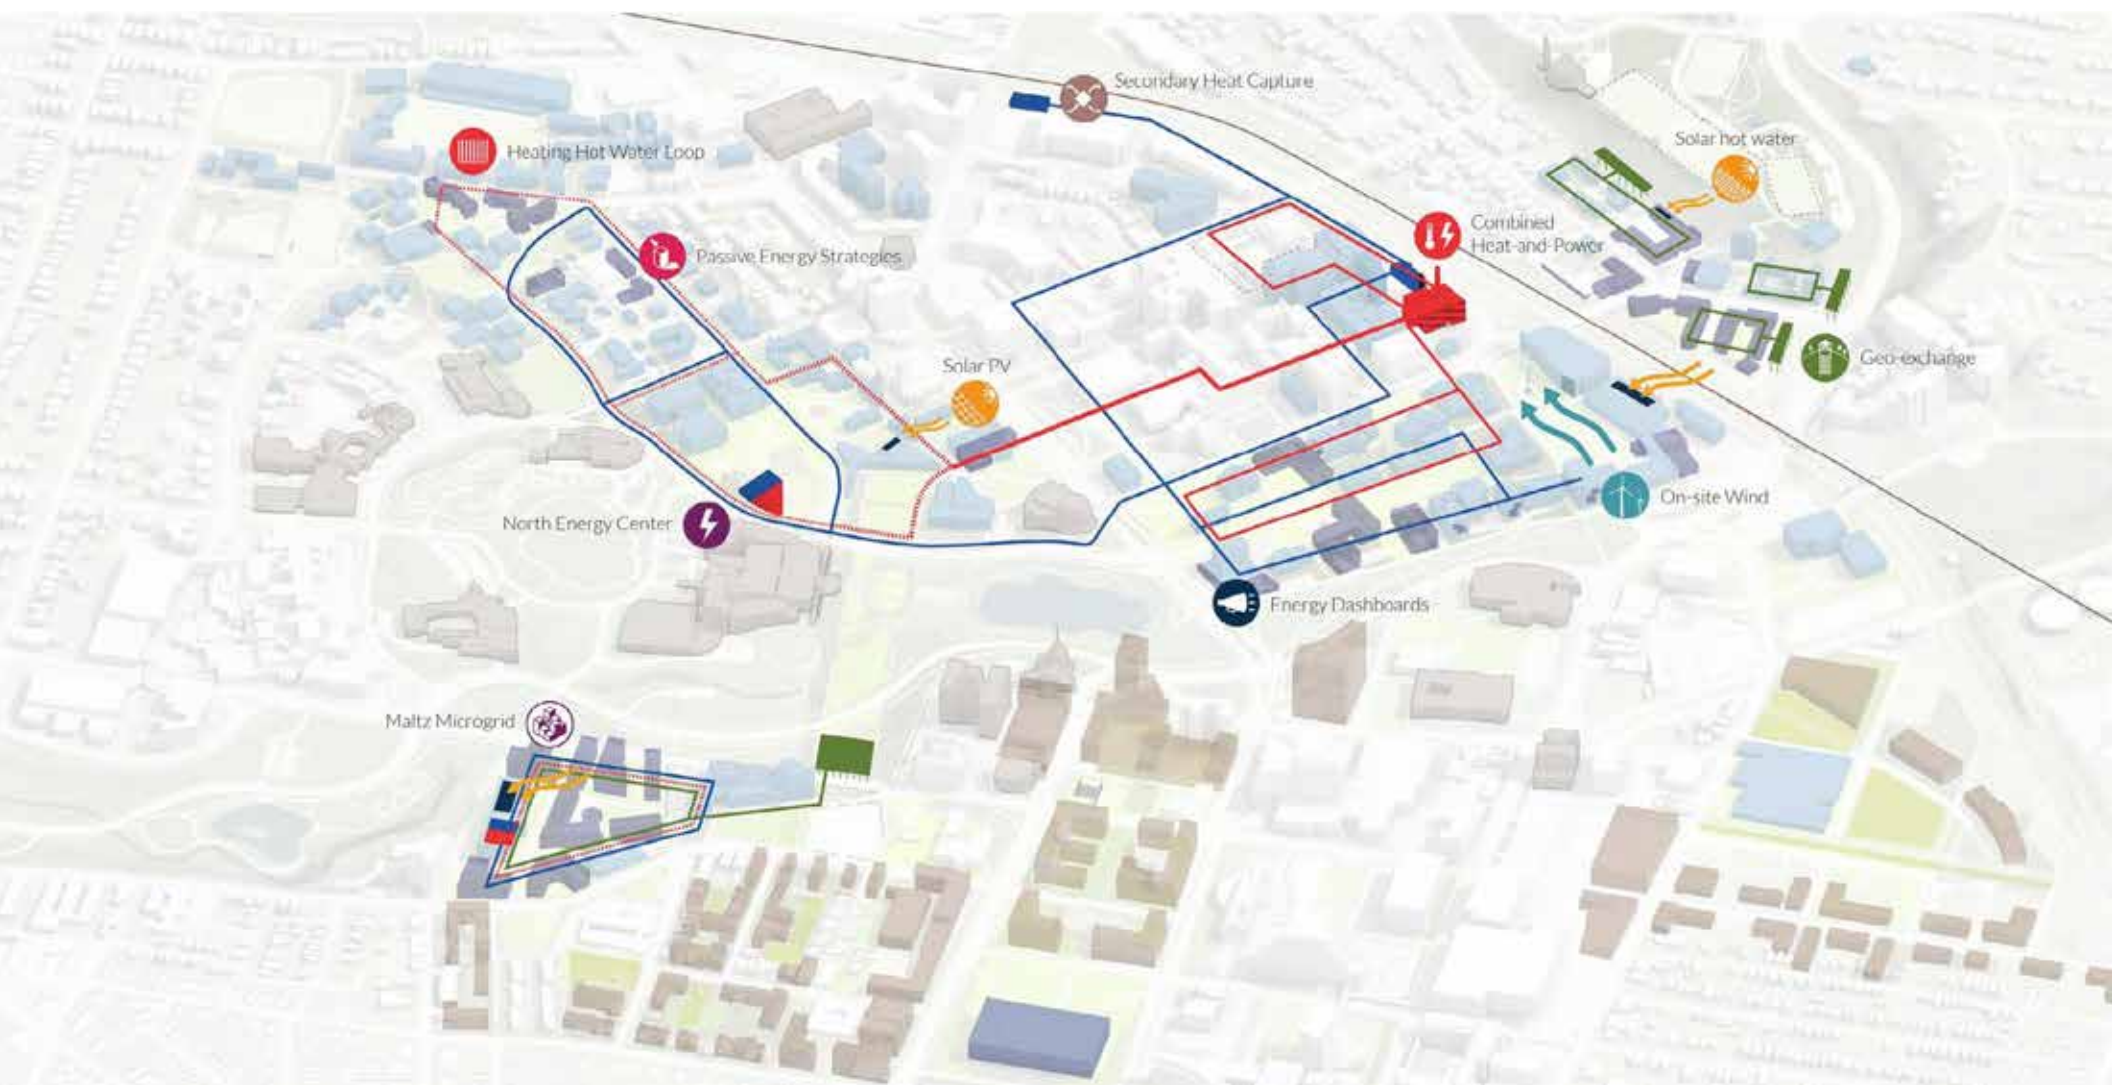 Secondary Heat Capture
Solar hot water
Heating Hot Water Loop
Combined
Heat-and-Power
Passive Energy Strategies
Solar PV
Geo-exchange
On-site Wind
North Energy Center
Energy Dashboards
Maltz Microgrid